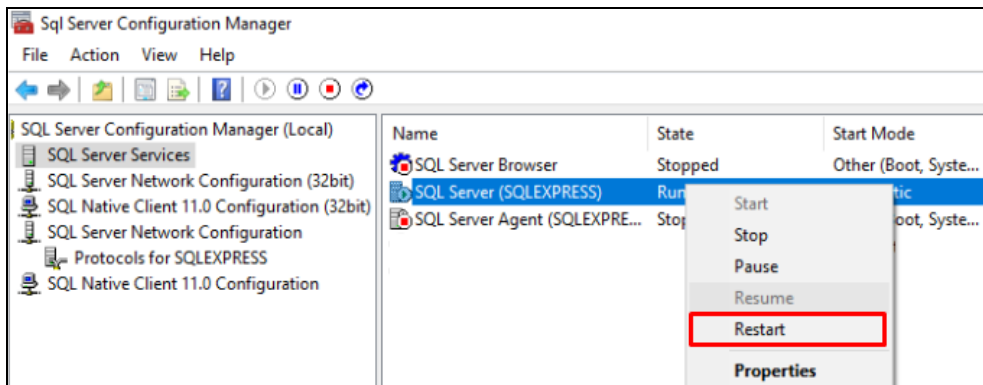 Sql Server Configuration Manager
File Action View Help
SQL Server Configuration Manager (Local)
SQL Server Services
SQL Server Network Configuration (32bit)
SQL Native Client 11.0 Configuration (32bit)
SQL Server Network Configuration
Protocols for SQLEXPRESS
SQL Native Client 11.0 Configuration
Name State Start Mode
SQL Server Browser Stopped Other (Boot, Syste...
SQL Server (SQLEXPRESS) Run tic
SQL Server Agent (SQLEXPRE... Stop oot, Syste...
Start
Stop
Pause
Resume
Restart
Properties